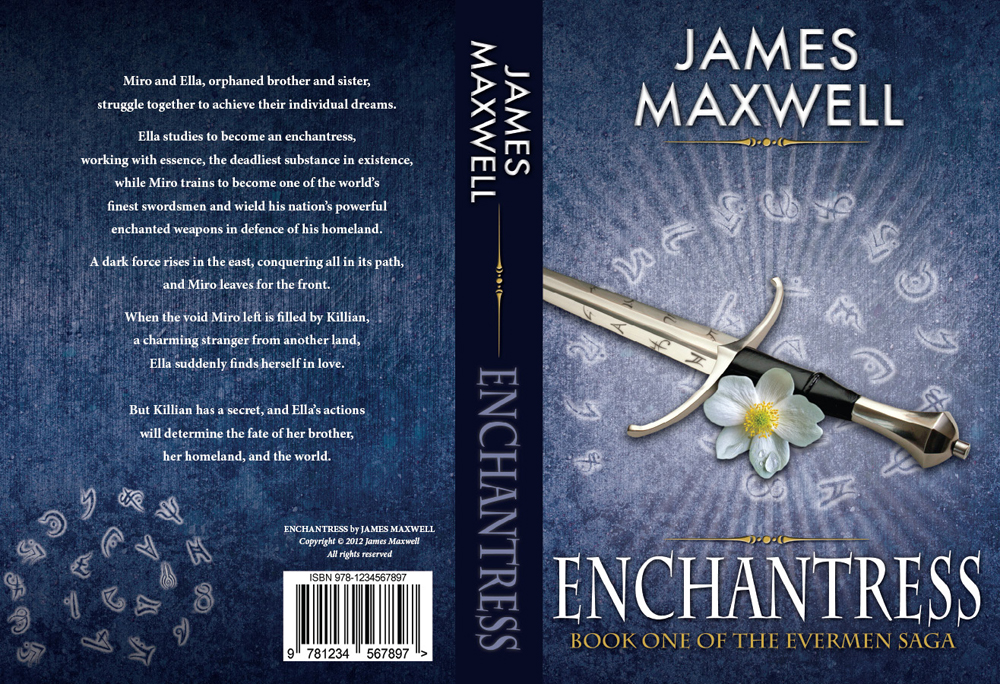 Miro and Ella, orphaned brother and sister,
struggle together to achieve their individual dreams.
Ella studies to become an enchantress,
working with essence, the deadliest substance in existence,
while Miro trains to become one of the world's
finest swordsmen and wield his nation's powerful
enchanted weapons in defence of his homeland.
A dark force rises in the east, conquering all in its path,
and Miro leaves for the front.
When the void Miro left is filled by Killian,
a charming stranger from another land,
Ella suddenly finds herself in love.
But Killian has a secret, and Ella's actions
will determine the fate of her brother,
her homeland, and the world.
ENCHANTRESS by JAMES MAXWELL
Copyright © 2012 James Maxwell
All rights reserved
ISBN 978-1234567897
9 781234 567897 >
JAMES
MAXWELL
ENCHANTRESS
JAMES
MAXWELL
ENCHANTRESS
BOOK ONE OF THE EVERMEN SAGA